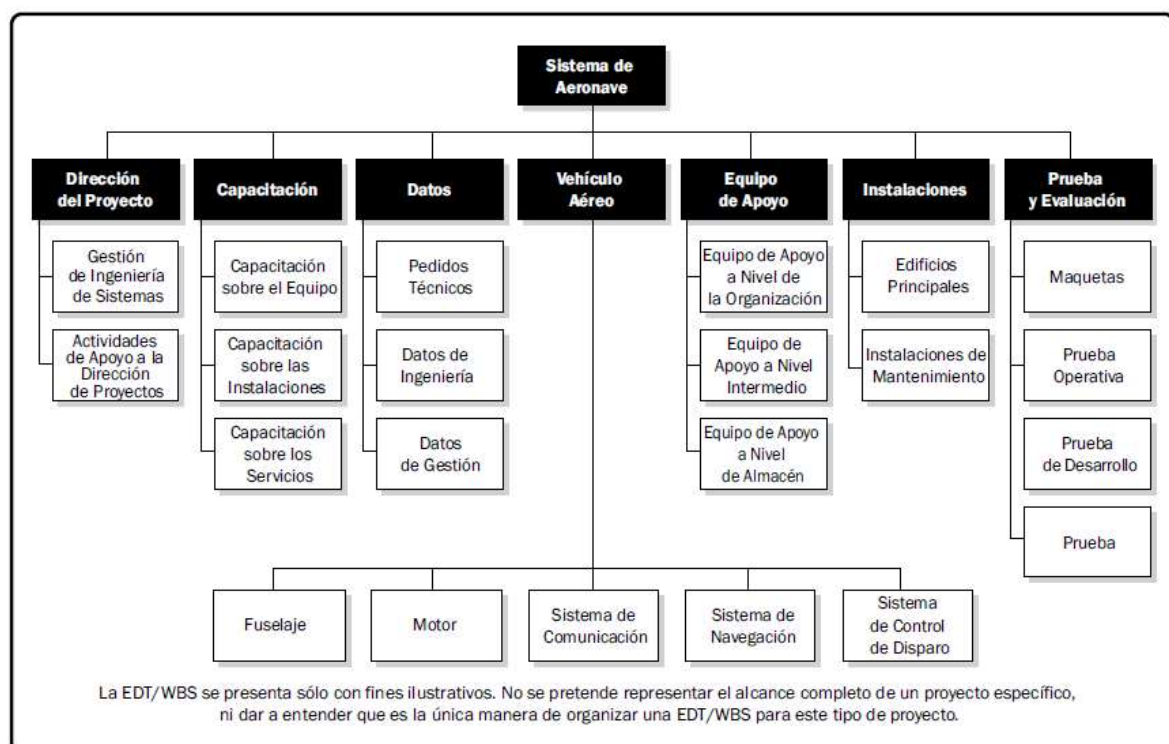 Sistema de
Aeronave
Dirección
del Proyecto
Capacitación
Datos
Vehículo
Aéreo
Equipo
de Apoyo
Instalaciones
Prueba
y Evaluación
Gestión
de Ingeniería
de Sistemas
Actividades
de Apoyo a la
Dirección
de Proyectos
Capacitación
sobre el Equipo
Capacitación
sobre las
Instalaciones
Capacitación
sobre los
Servicios
Pedidos
Técnicos
Datos de
Ingeniería
Datos
de Gestión
Equipo de Apoyo
a Nivel de
la Organización
Equipo de
Apoyo a Nivel
Intermedio
Equipo de Apoyo
a Nivel
de Almacén
Edificios
Principales
Instalaciones de
Mantenimiento
Maquetas
Prueba
Operativa
Prueba
de Desarrollo
Prueba
Fuselaje
Motor
Sistema de
Comunicación
Sistema de
Navegación
Sistema
de Control
de Disparo
La EDT/WBS se presenta sólo con fines ilustrativos. No se pretende representar el alcance completo de un proyecto específico,
ni dar a entender que es la única manera de organizar una EDT/WBS para este tipo de proyecto.